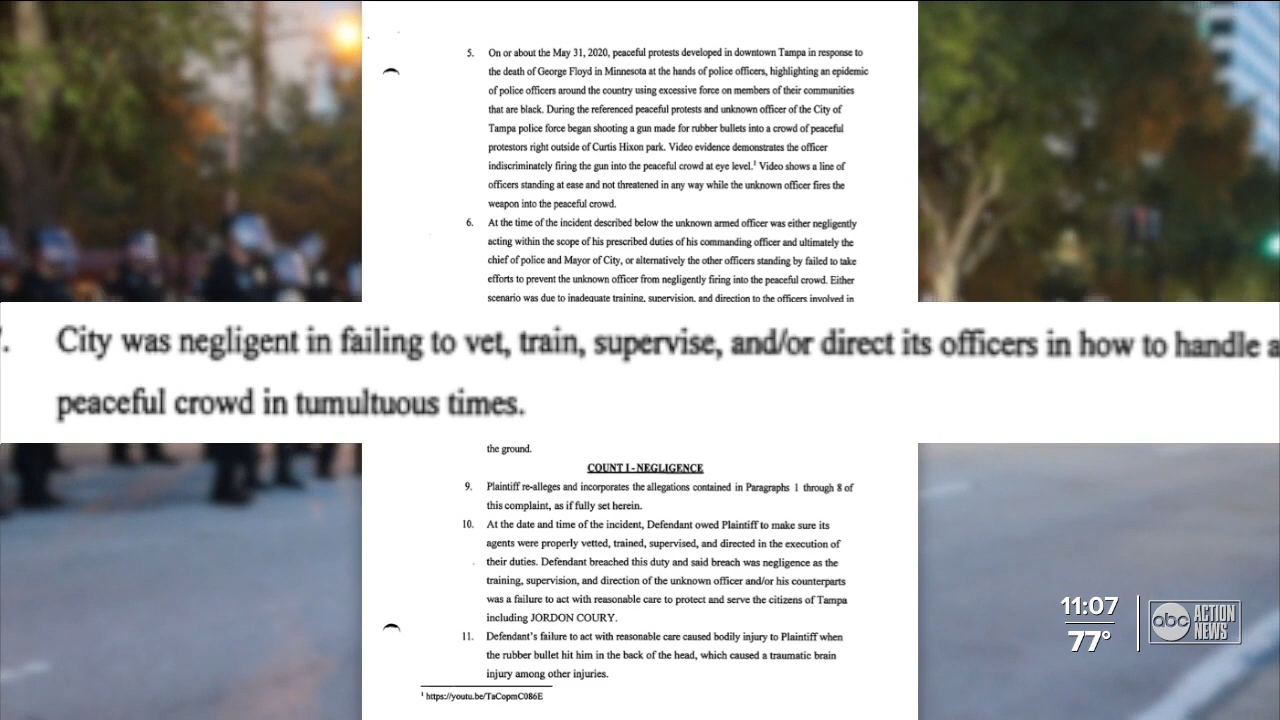 5. On or about the May 31, 2020, peaceful protests developed in downtown Tampa in response to
the death of George Floyd in Minnesota at the hands of police officers, highlighting an epidemic
of police officers around the country using excessive force on members of their communities
that are black. During the referenced peaceful protests and unknown officer of the City of
Tampa police force began shooting a gun made for rubber bullets into a crowd of peaceful
protestors right outside of Curtis Hixon park. Video evidence demonstrates the officer
indiscriminately firing the gun into the peaceful crowd at eye level.¹ Video shows a line of
officers standing at ease and not threatened in any way while the unknown officer fires the
weapon into the peaceful crowd.
6. At the time of the incident described below the unknown armed officer was either negligently
acting within the scope of his prescribed duties of his commanding officer and ultimately the
chief of police and Mayor of City, or alternatively the other officers standing by failed to take
efforts to prevent the unknown officer from negligently firing into the peaceful crowd. Either
scenario was due to inadequate training, supervision, and direction to the officers involved in
City was negligent in failing to vet, train, supervise, and/or direct its officers in how to handle a
peaceful crowd in tumultuous times.
the ground.
COUNT I - NEGLIGENCE
9. Plaintiff re-alleges and incorporates the allegations contained in Paragraphs 1 through 8 of
this complaint, as if fully set herein.
10. At the date and time of the incident, Defendant owed Plaintiff to make sure its
agents were properly vetted, trained, supervised, and directed in the execution of
their duties. Defendant breached this duty and said breach was negligence as the
training, supervision, and direction of the unknown officer and/or his counterparts
was a failure to act with reasonable care to protect and serve the citizens of Tampa
including JORDON COURY.
11. Defendant's failure to act with reasonable care caused bodily injury to Plaintiff when
the rubber bullet hit him in the back of the head, which caused a traumatic brain
injury among other injuries.
¹ https://youtu.be/TaCopmC086E
11:07
77°
abc ACTION NEWS